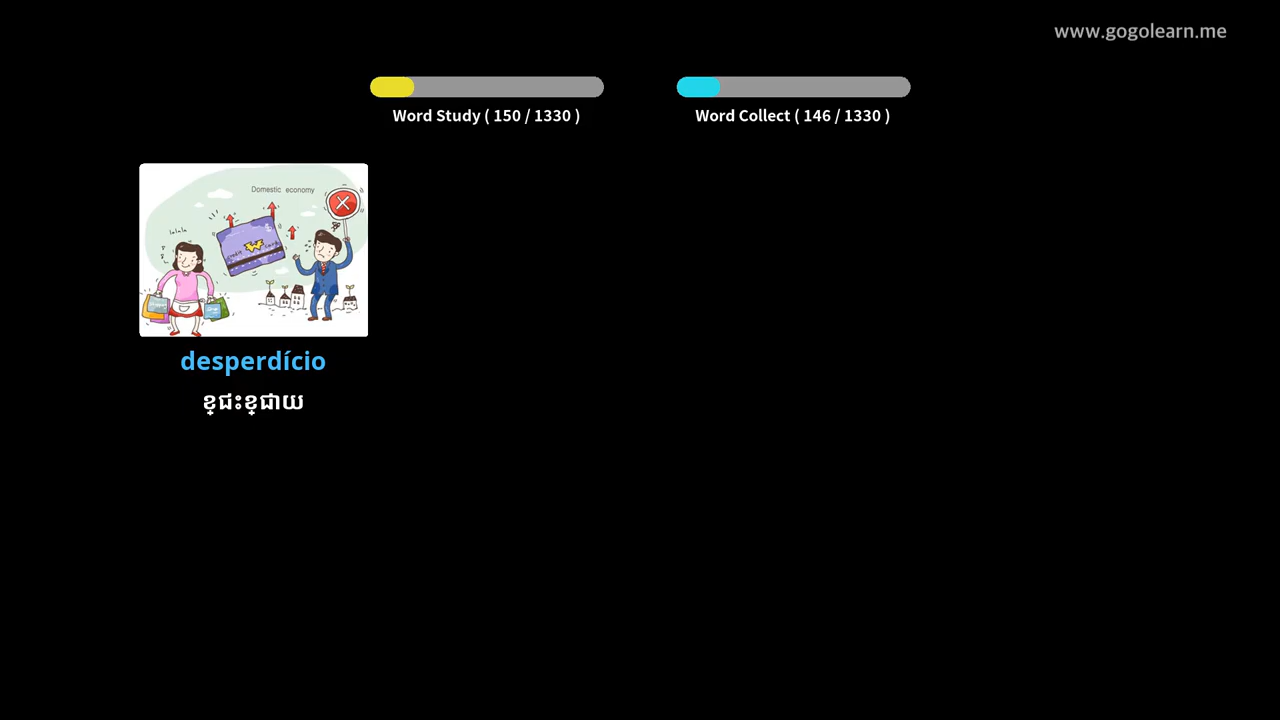 www.gogolearn.me
Word Study ( 150 / 1330 )
Word Collect ( 146 / 1330 )
Domestic economy
lalala
desperdício
ខ្ជះខ្ជាយ